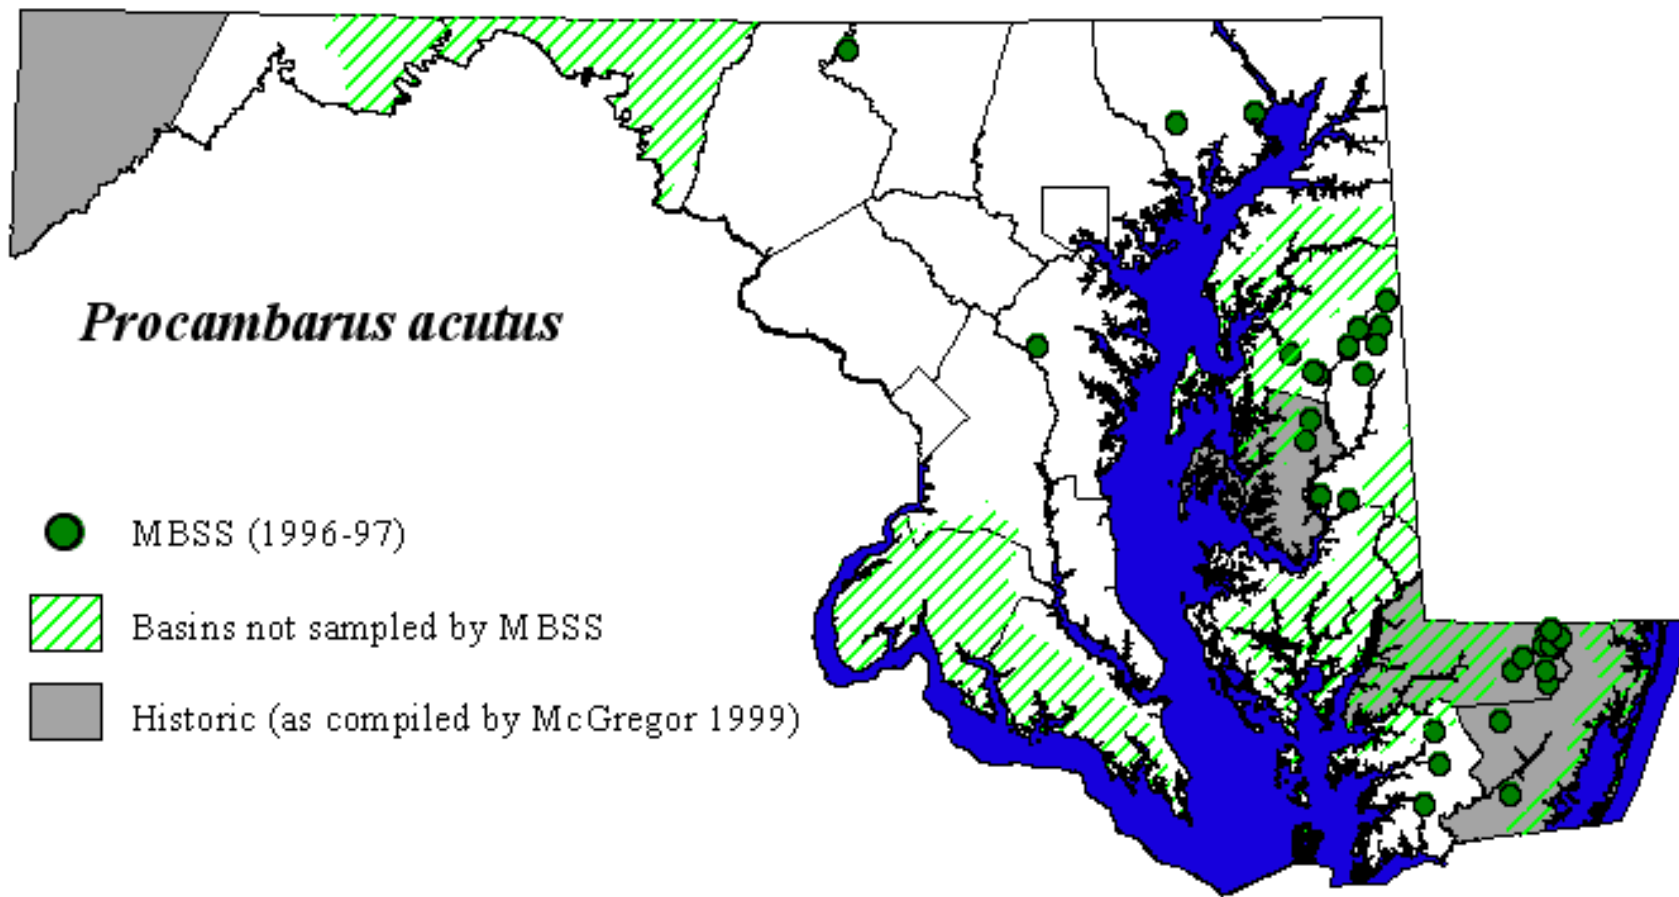 Procambarus acutus
MBSS (1996-97)
Basins not sampled by MBSS
Historic (as compiled by McGregor 1999)